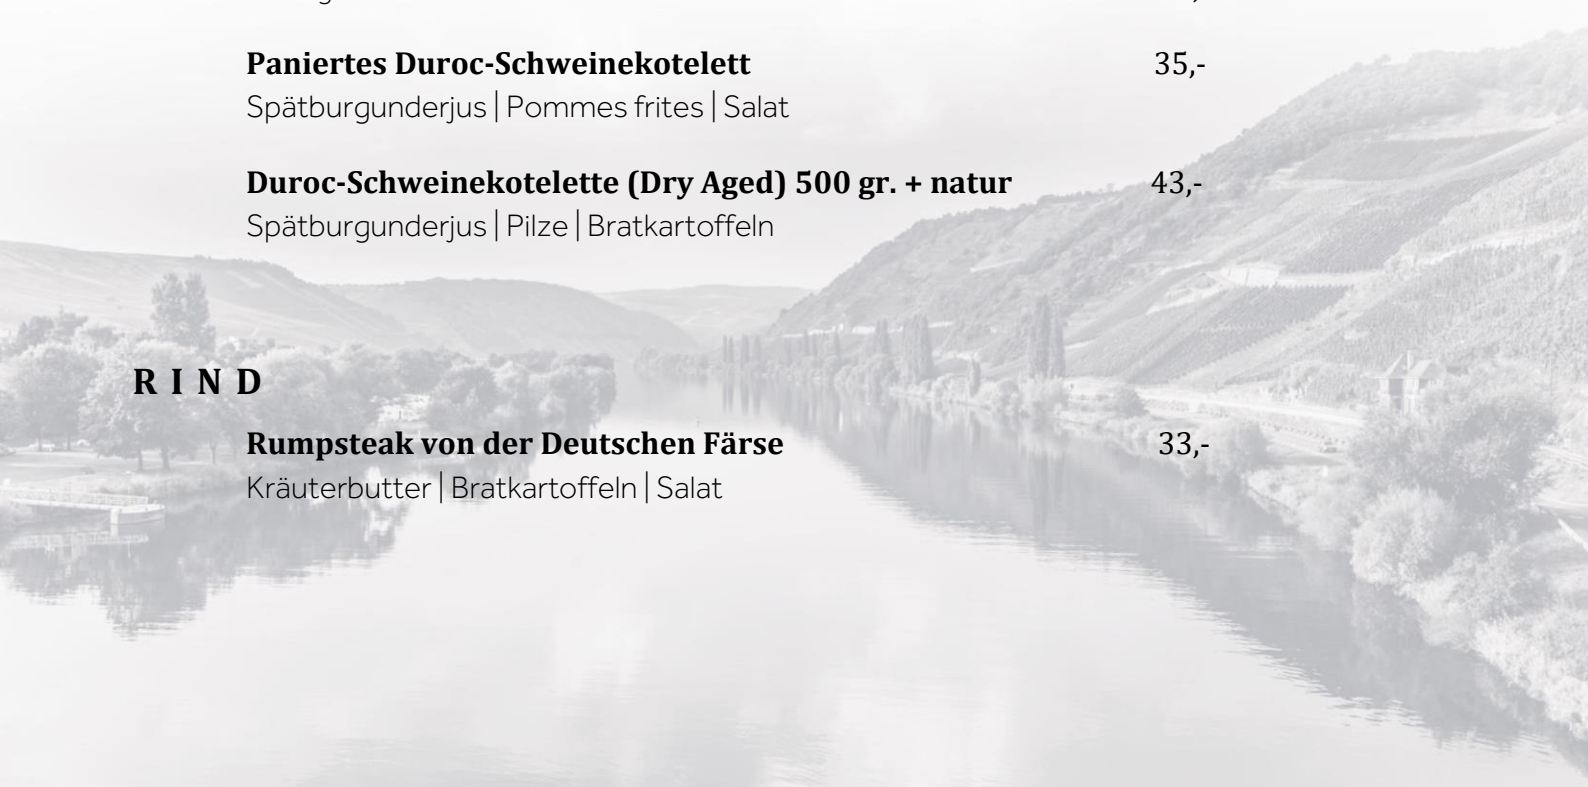 Paniertes Duroc-Schweinekotelett 35,-
Spätburgunderjus | Pommes frites | Salat
Duroc-Schweinekotelette (Dry Aged) 500 gr. + natur 43,-
Spätburgunderjus | Pilze | Bratkartoffeln
RIND
Rumpsteak von der Deutschen Färse 33,-
Kräuterbutter | Bratkartoffeln | Salat